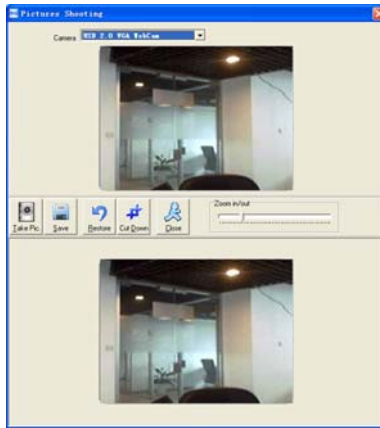 Pictures Shooting
Camera USB 2.0 VGA WebCam
Take Pic Save Restore Cut Down Close
Zoom in/out